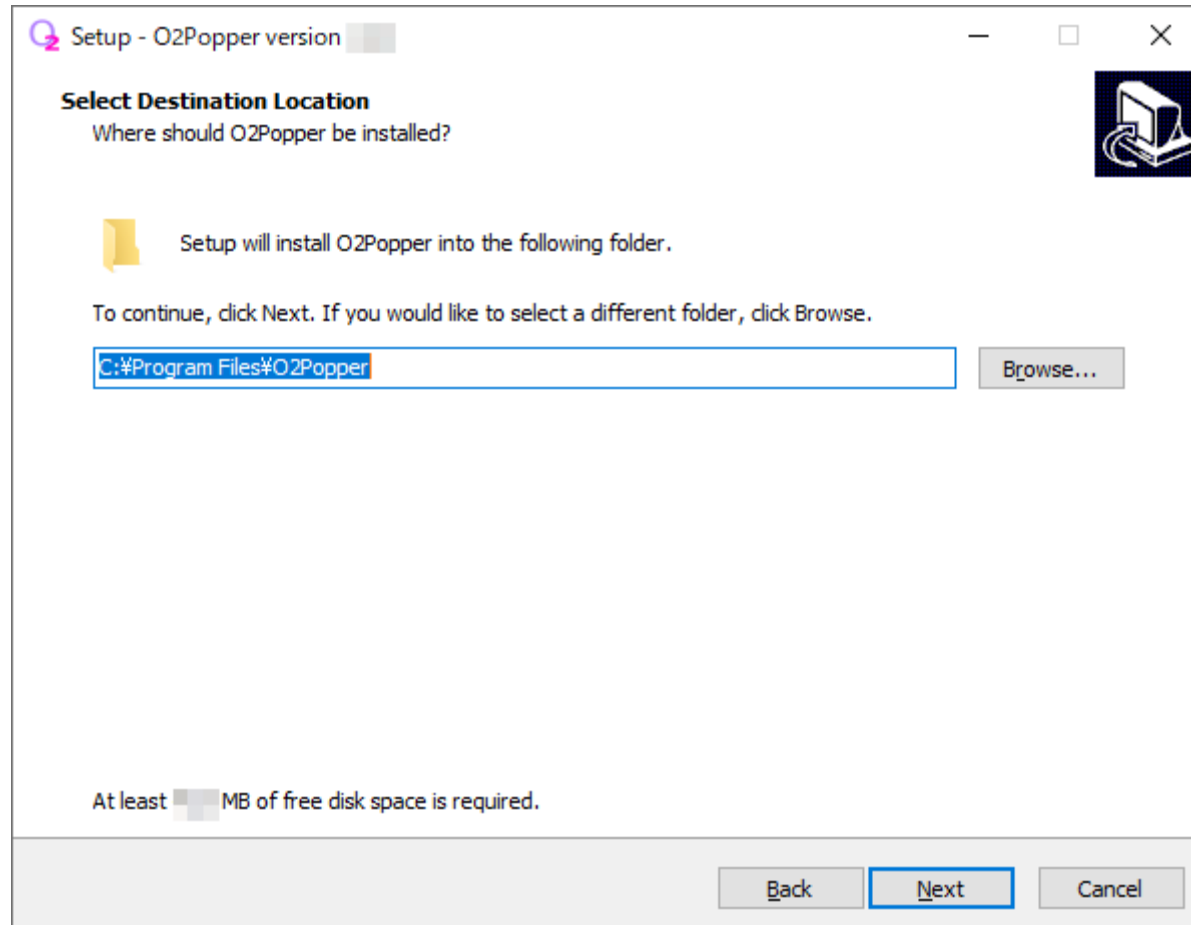 Setup - O2Popper version
Select Destination Location
Where should O2Popper be installed?
Setup will install O2Popper into the following folder.
To continue, click Next. If you would like to select a different folder, click Browse.
C:¥Program Files¥O2Popper
Browse...
At least MB of free disk space is required.
Back
Next
Cancel